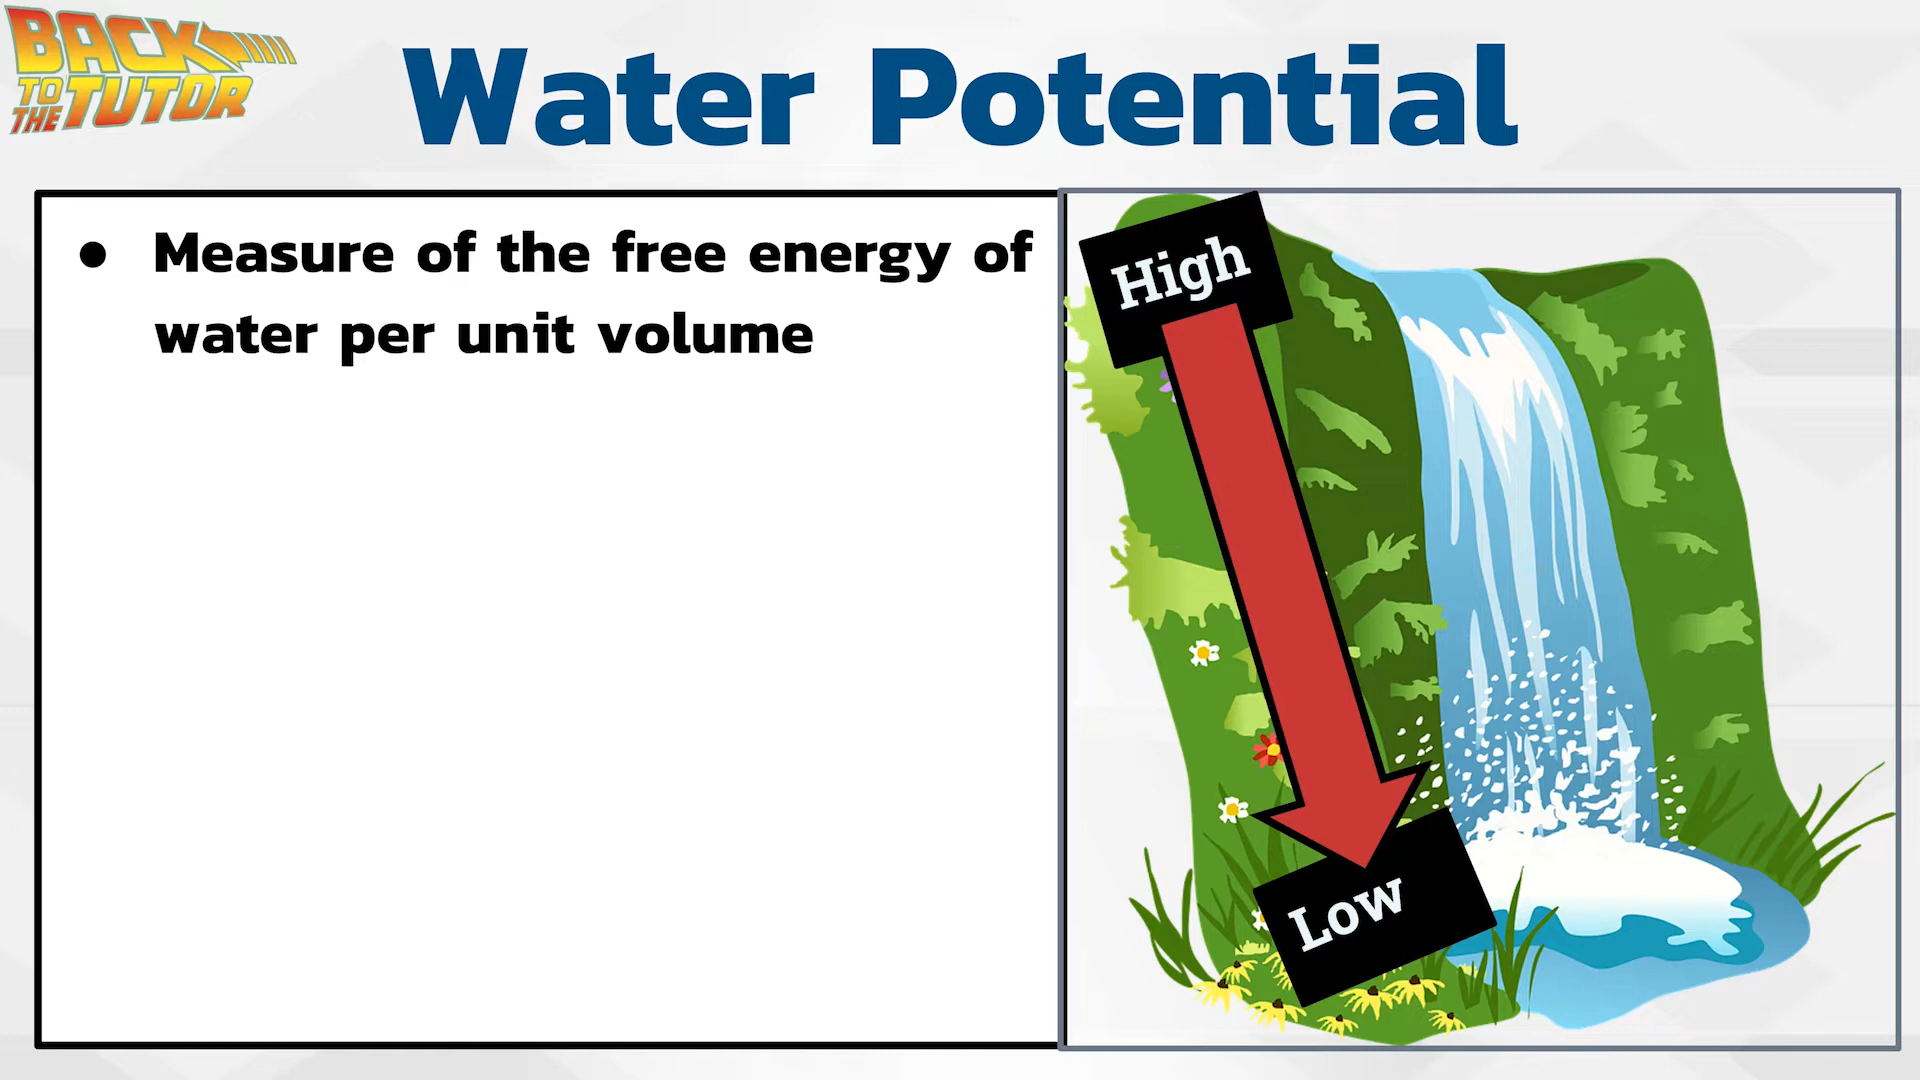 BACK
TO
THE TUTOR
Water Potential
● Measure of the free energy of
water per unit volume
High
Low